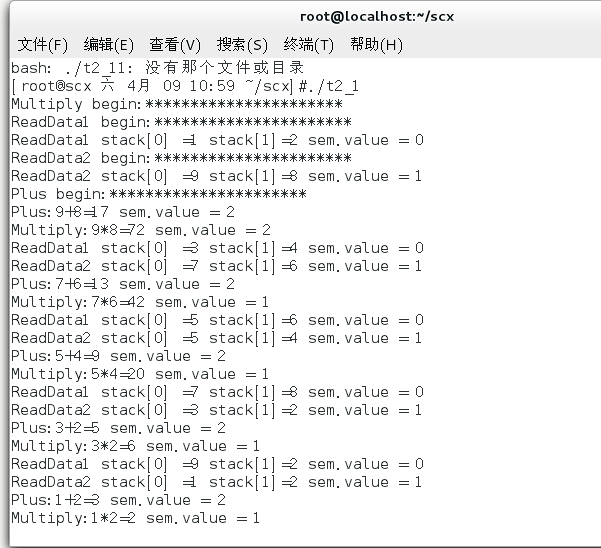 root@localhost:~/scx
文件(F) 编辑(E) 查看(V) 搜索(S) 终端(T) 帮助(H)
bash: ./t2_11: 没有那个文件或目录
[root@scx 六 4月 09 10:59 ~/scx]#./t2_1
Multiply begin:**********************
ReadData1 begin:**********************
ReadData1 stack[0] =1 stack[1]=2 sem.value = 0
ReadData2 begin:**********************
ReadData2 stack[0] =9 stack[1]=8 sem.value = 1
Plus begin:**********************
Plus:9+8=17 sem.value = 2
Multiply:9*8=72 sem.value = 2
ReadData1 stack[0] =3 stack[1]=4 sem.value = 0
ReadData2 stack[0] =7 stack[1]=6 sem.value = 1
Plus:7+6=13 sem.value = 2
Multiply:7*6=42 sem.value = 1
ReadData1 stack[0] =5 stack[1]=6 sem.value = 0
ReadData2 stack[0] =5 stack[1]=4 sem.value = 1
Plus:5+4=9 sem.value = 2
Multiply:5*4=20 sem.value = 1
ReadData1 stack[0] =7 stack[1]=8 sem.value = 0
ReadData2 stack[0] =3 stack[1]=2 sem.value = 1
Plus:3+2=5 sem.value = 2
Multiply:3*2=6 sem.value = 1
ReadData1 stack[0] =9 stack[1]=2 sem.value = 0
ReadData2 stack[0] =1 stack[1]=2 sem.value = 1
Plus:1+2=3 sem.value = 2
Multiply:1*2=2 sem.value = 1